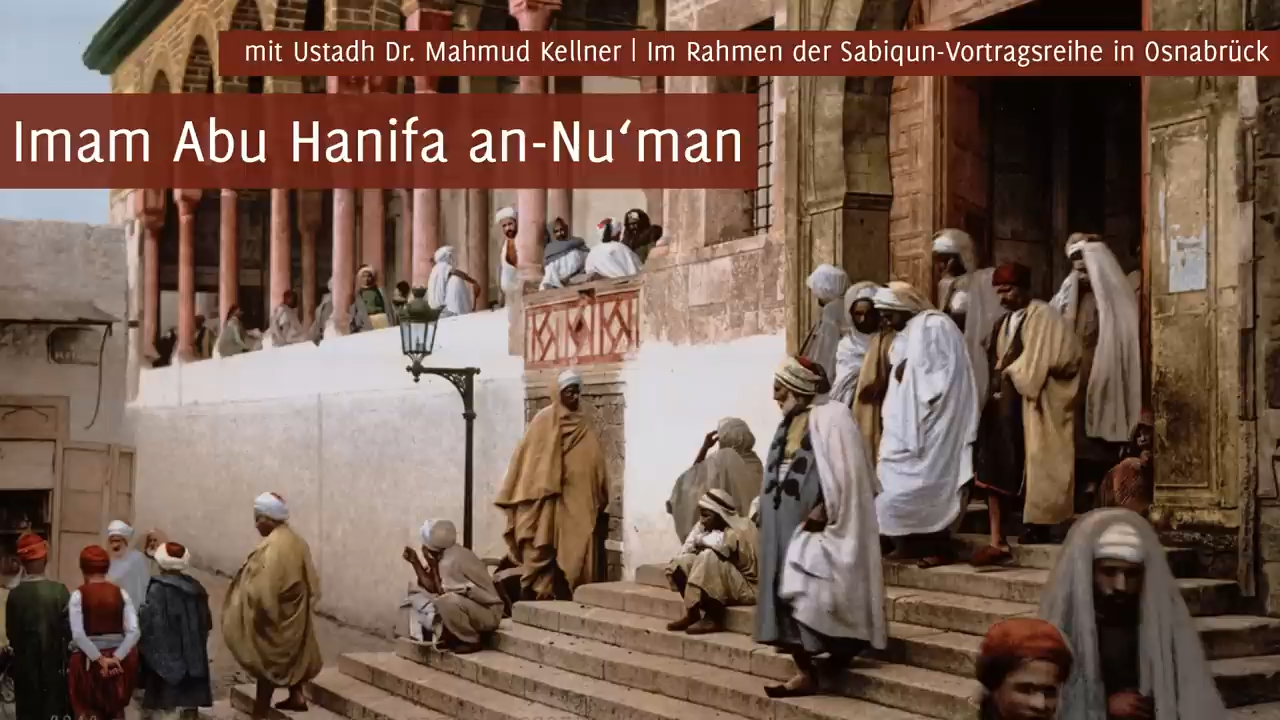 mit Ustadh Dr. Mahmud Kellner | Im Rahmen der Sabiqun-Vortragsreihe in Osnabrück
Imam Abu Hanifa an-Nu‘man